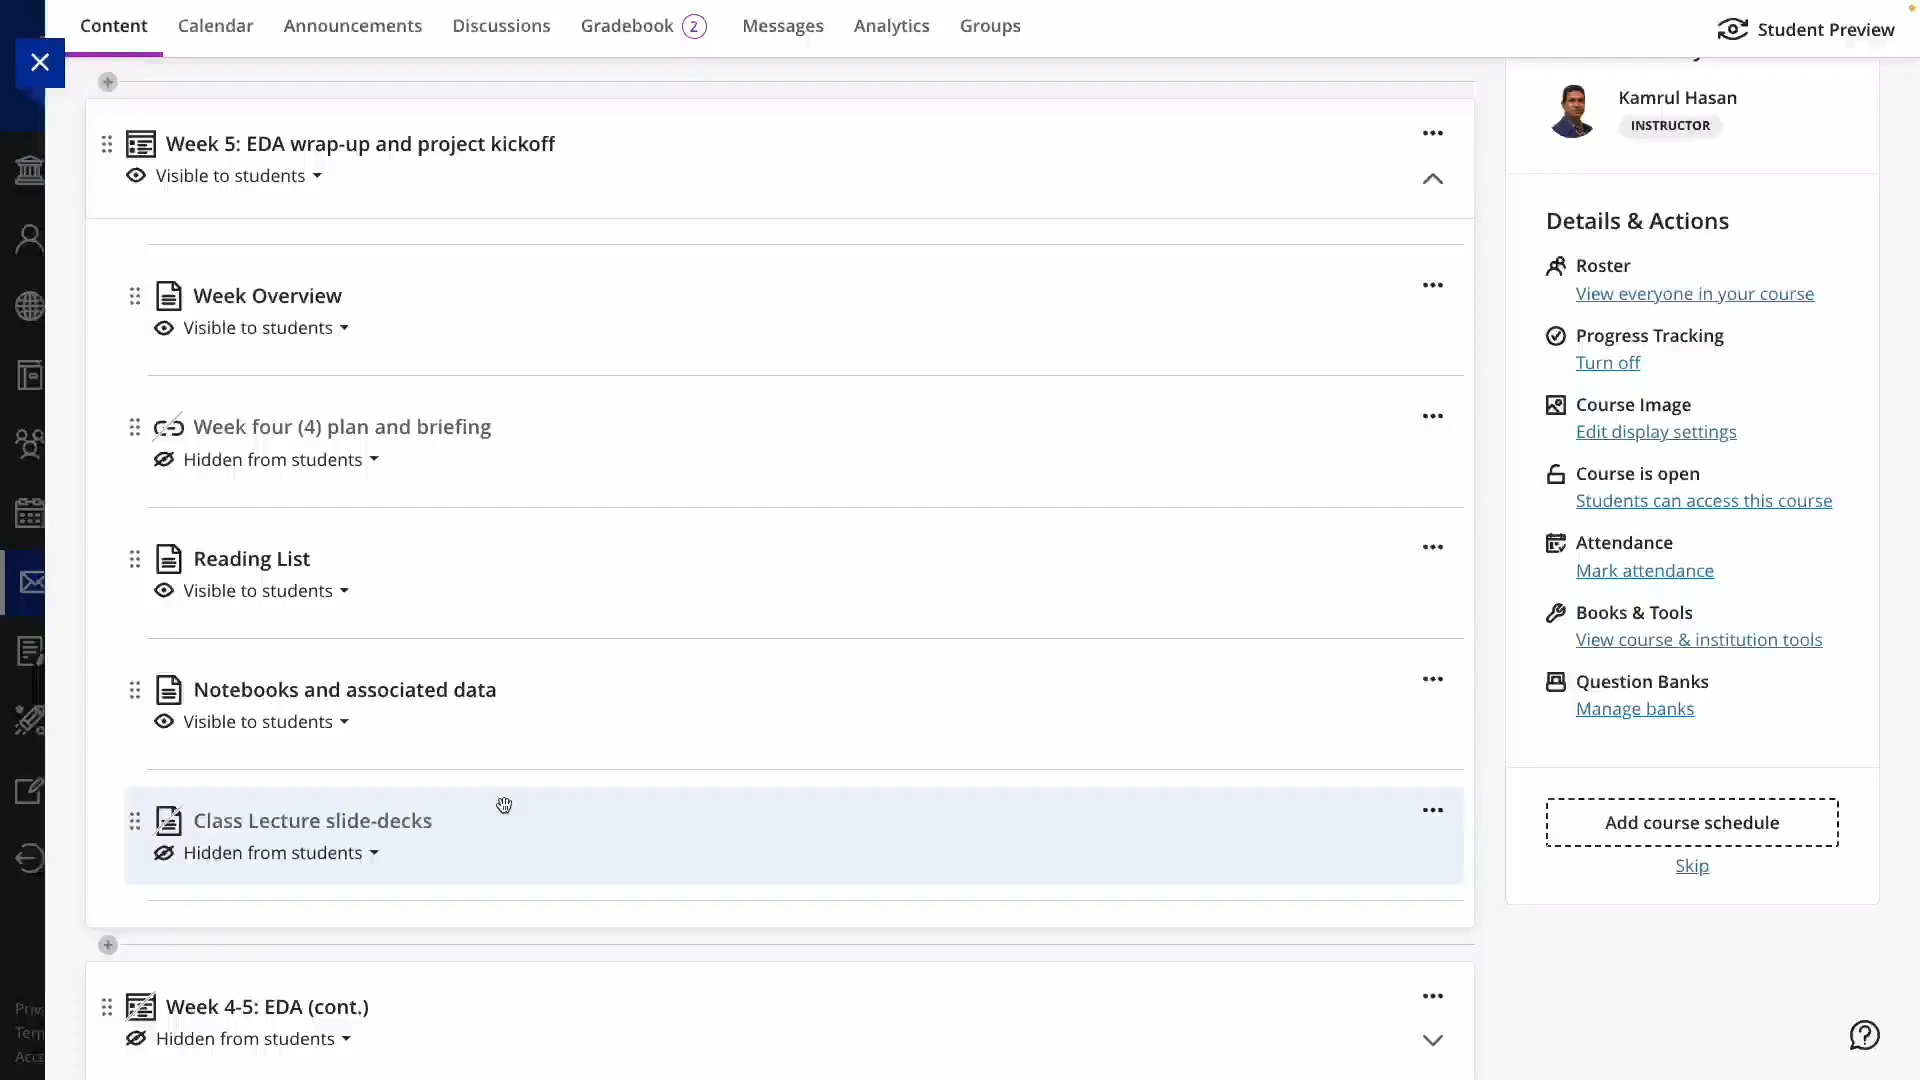 Content
Calendar
Announcements
Discussions
Gradebook 2
Messages
Analytics
Groups
Student Preview
Week 5: EDA wrap-up and project kickoff
Visible to students
Week Overview
Visible to students
Week four (4) plan and briefing
Hidden from students
Reading List
Visible to students
Notebooks and associated data
Visible to students
Class Lecture slide-decks
Hidden from students
Week 4-5: EDA (cont.)
Hidden from students
Kamrul Hasan
INSTRUCTOR
Details & Actions
Roster
View everyone in your course
Progress Tracking
Turn off
Course Image
Edit display settings
Course is open
Students can access this course
Attendance
Mark attendance
Books & Tools
View course & institution tools
Question Banks
Manage banks
Add course schedule
Skip